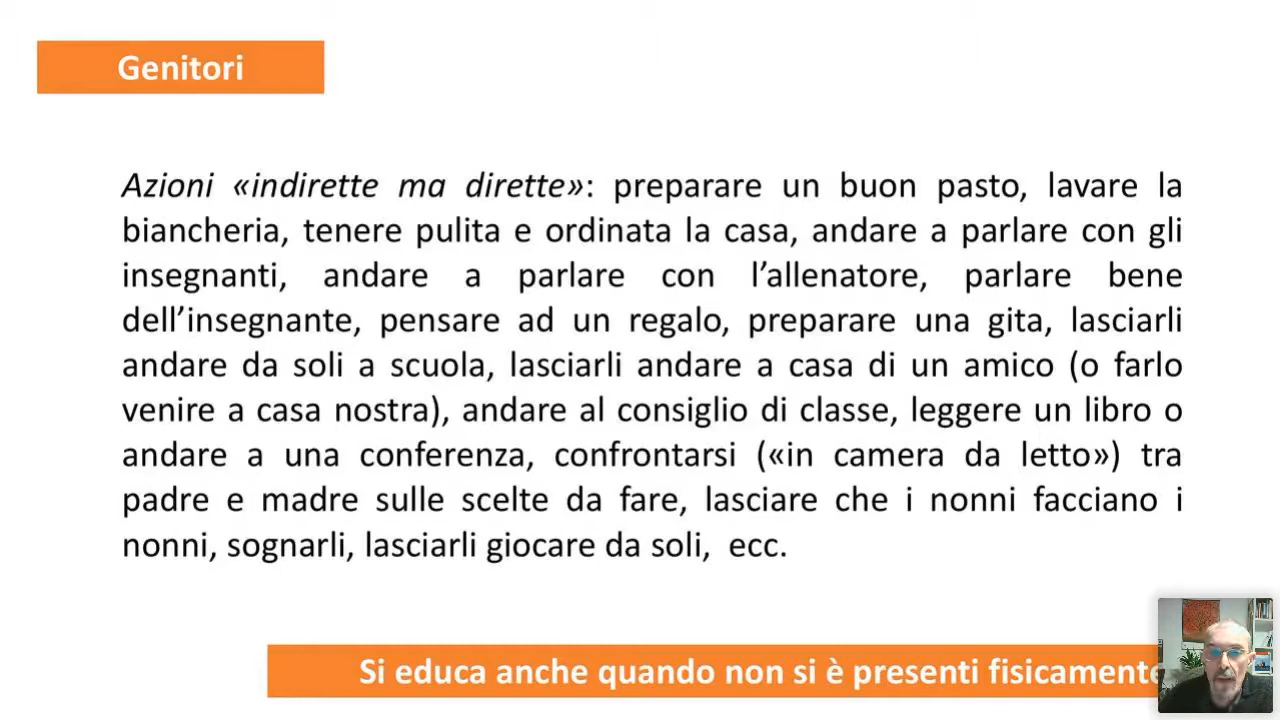 Genitori
Azioni «indirette ma dirette»: preparare un buon pasto, lavare la
biancheria, tenere pulita e ordinata la casa, andare a parlare con gli
insegnanti, andare a parlare con l’allenatore, parlare bene
dell’insegnante, pensare ad un regalo, preparare una gita, lasciarli
andare da soli a scuola, lasciarli andare a casa di un amico (o farlo
venire a casa nostra), andare al consiglio di classe, leggere un libro o
andare a una conferenza, confrontarsi («in camera da letto») tra
padre e madre sulle scelte da fare, lasciare che i nonni facciano i
nonni, sognarli, lasciarli giocare da soli, ecc.
Si educa anche quando non si è presenti fisicamente